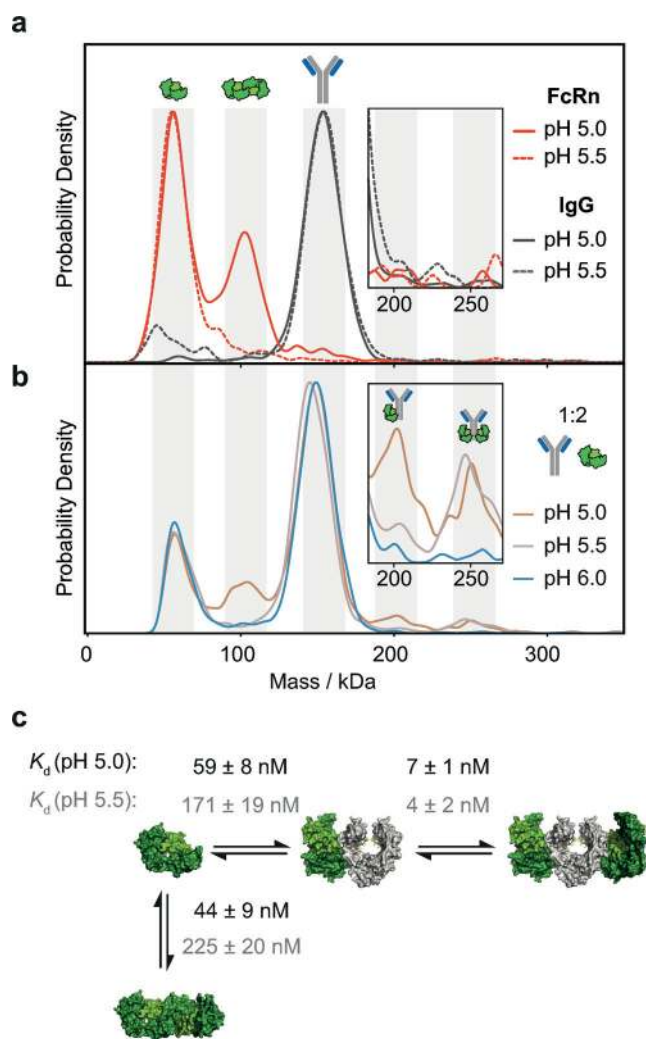 a
Probability Density
FcRn
pH 5.0
pH 5.5
IgG
pH 5.0
pH 5.5
200 250
b
Probability Density
1:2
pH 5.0
pH 5.5
pH 6.0
200 250
0 100 200 300
Mass / kDa
c
Kd (pH 5.0): 59 ± 8 nM 7 ± 1 nM
Kd (pH 5.5): 171 ± 19 nM 4 ± 2 nM
44 ± 9 nM
225 ± 20 nM